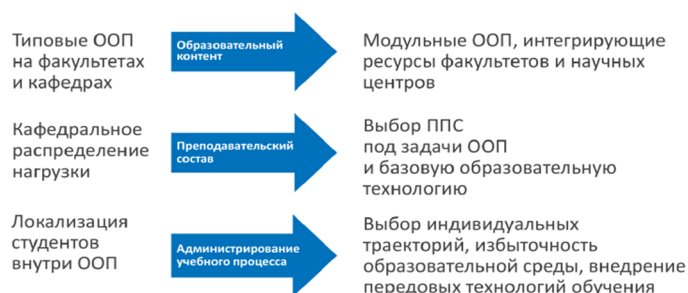 Типовые ООП
на факультетах
и кафедрах
Образовательный
контент
Модульные ООП, интегрирующие
ресурсы факультетов и научных
центров
Кафедральное
распределение
нагрузки
Преподавательский
состав
Выбор ППС
под задачи ООП
и базовую образовательную
технологию
Локализация
студентов
внутри ООП
Администрирование
учебного процесса
Выбор индивидуальных
траекторий, избыточность
образовательной среды, внедрение
передовых технологий обучения